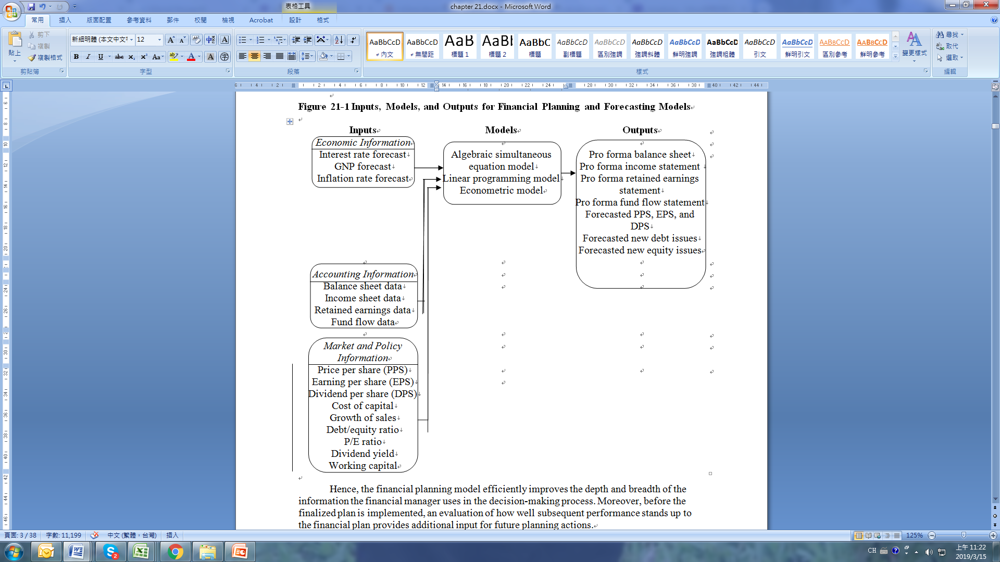 表格工具
chapter 21.docx - Microsoft Word
常用 插入 版面配置 參考資料 郵件 校閱 檢視 Acrobat 設計 格式
貼上
剪下
複製
複製格式
剪貼簿
新細明體 (本文中文 12
字型
段落
AaBbCcD AaBbCcD AaB AaBl AaBbC AaBbCcD AaBbCcD AaBbCcD AaBbCcD AaBbCcD AaBbCcD AaBbCcD AaBbCcD AaBbCcD
內文 無間距 標題 1 標題 2 標題 副標題 區別強調 強調斜體 鮮明強調 強調粗體 引文 鮮明引文 區別參考 鮮明參考
樣式
變更樣式
尋找
取代
選取
編輯
Figure 21-1 Inputs, Models, and Outputs for Financial Planning and Forecasting Models
Inputs
Economic Information
Interest rate forecast
GNP forecast
Inflation rate forecast
Accounting Information
Balance sheet data
Income sheet data
Retained earnings data
Fund flow data
Market and Policy
Information
Price per share (PPS)
Earning per share (EPS)
Dividend per share (DPS)
Cost of capital
Growth of sales
Debt/equity ratio
P/E ratio
Dividend yield
Working capital
Models
Algebraic simultaneous
equation model
Linear programming model
Econometric model
Outputs
Pro forma balance sheet
Pro forma income statement
Pro forma retained earnings
statement
Pro forma fund flow statement
Forecasted PPS, EPS, and
DPS
Forecasted new debt issues
Forecasted new equity issues
Hence, the financial planning model efficiently improves the depth and breadth of the
information the financial manager uses in the decision-making process. Moreover, before the
finalized plan is implemented, an evaluation of how well subsequent performance stands up to
the financial plan provides additional input for future planning actions.
頁面: 3 / 38 字數: 11,199 中文 (繁體，台灣) 插入 125%
CH 上午 11:22
2019/3/15